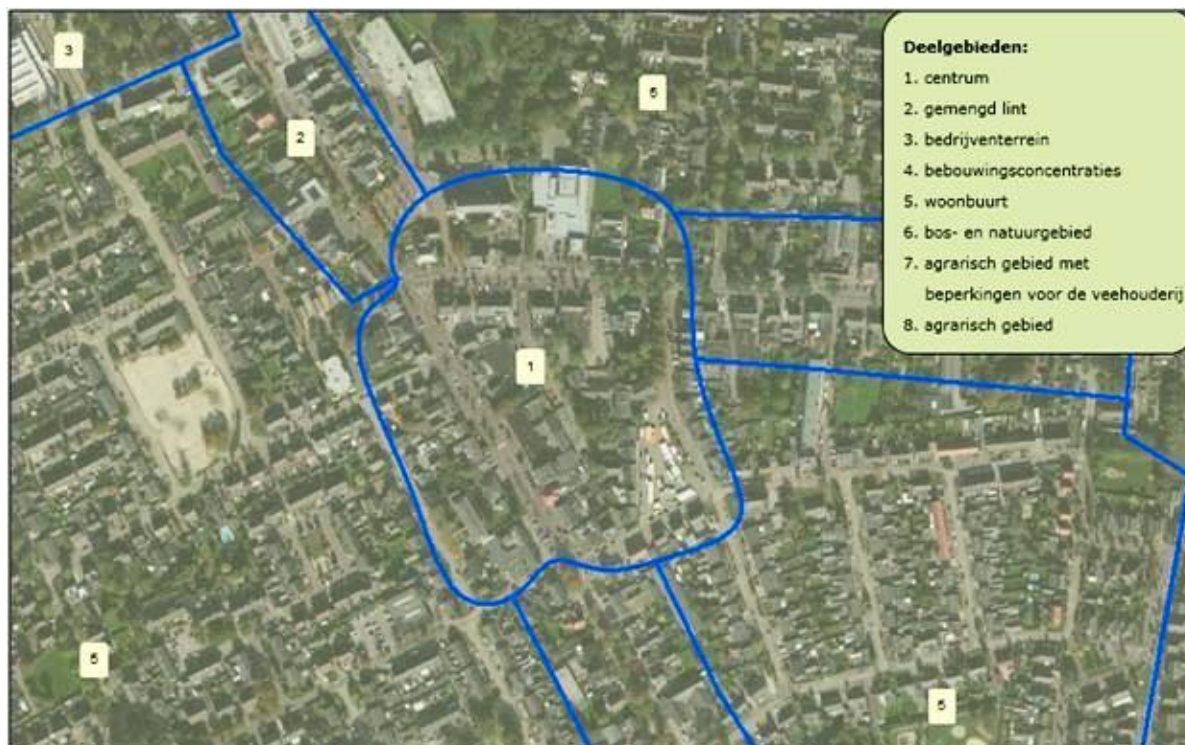 Deelgebieden:
1. centrum
2. gemengd lint
3. bedrijventerrein
4. bebouwingsconcentraties
5. woonbuurt
6. bos- en natuurgebied
7. agrarisch gebied met
beperkingen voor de veehouderij
8. agrarisch gebied
3
5
2
1
5
5